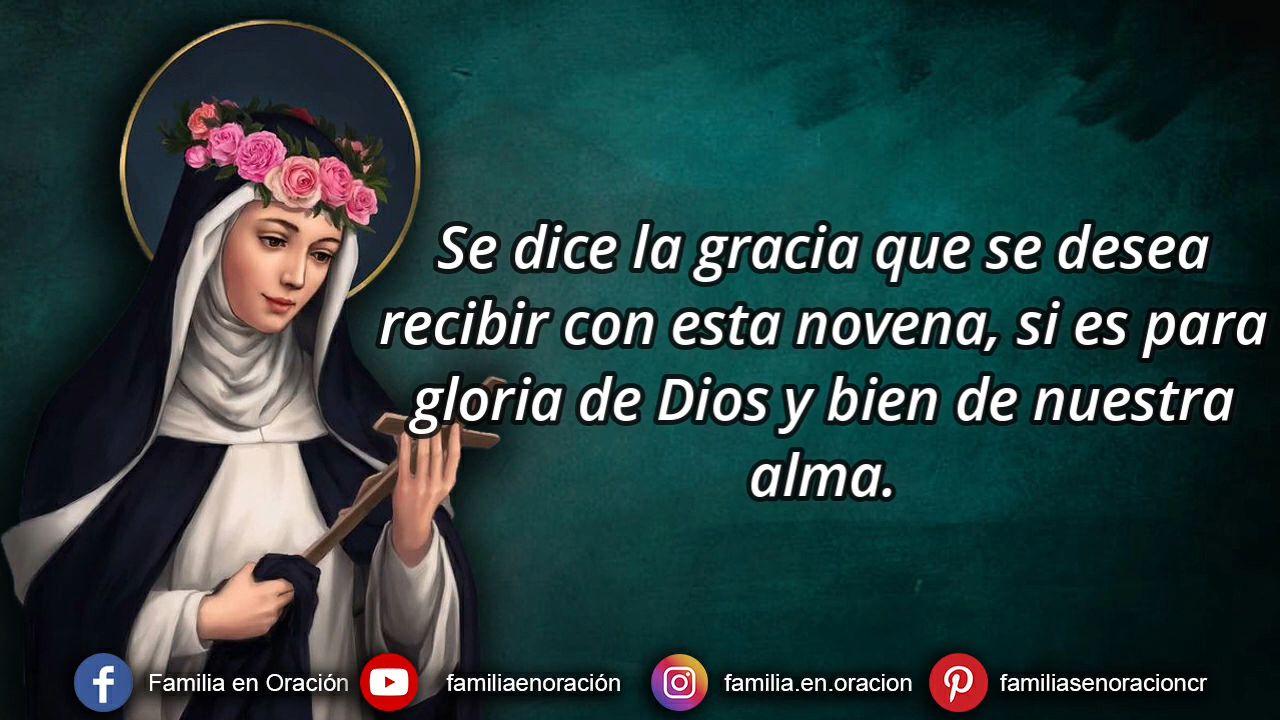 Se dice la gracia que se desea
recibir con esta novena, si es para
gloria de Dios y bien de nuestra
alma.
Familia en Oración familiaenoración familia.en.oracion familiasenoracioncr